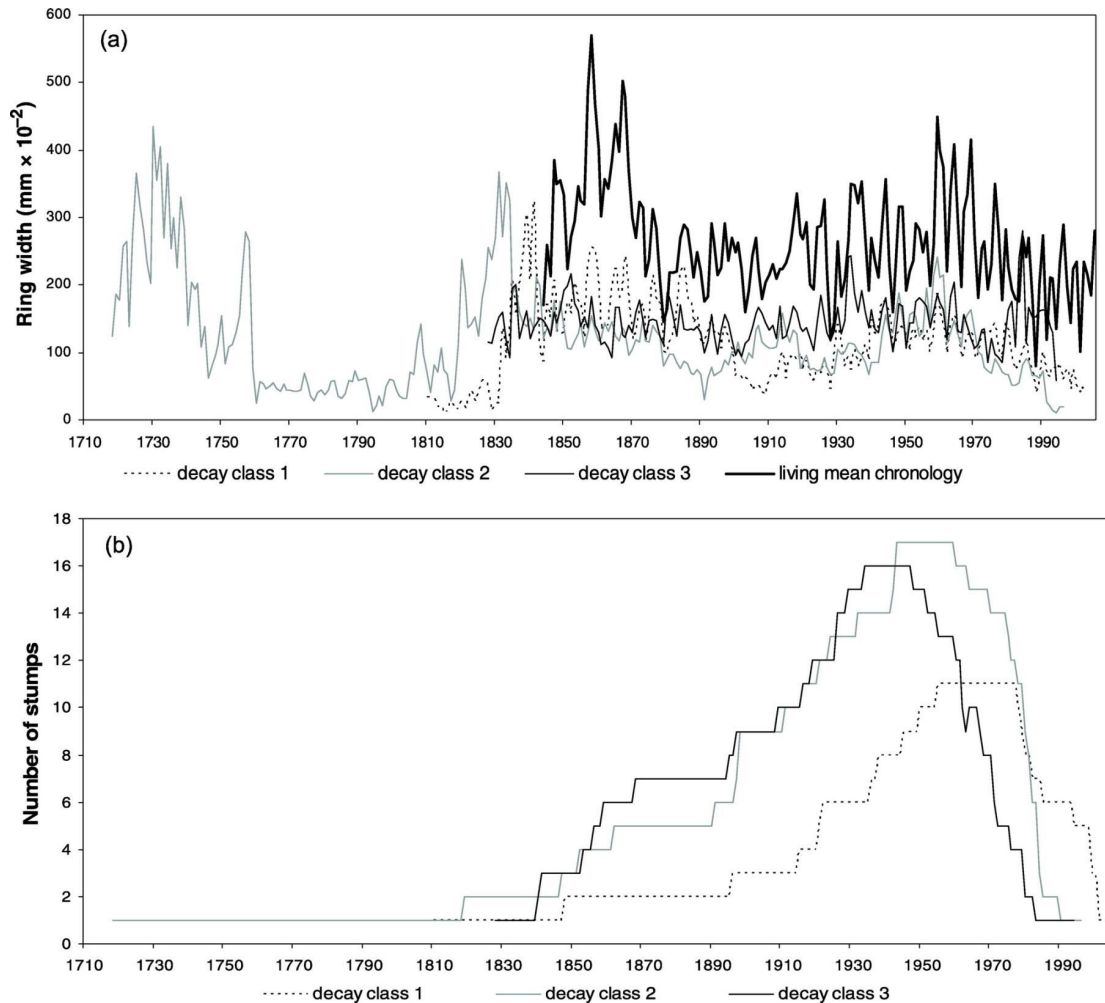 (a)
Ring width (mm × 10⁻²)
600
500
400
300
200
100
0
1710 1730 1750 1770 1790 1810 1830 1850 1870 1890 1910 1930 1950 1970 1990
decay class 1 decay class 2 decay class 3 living mean chronology
(b)
Number of stumps
18
16
14
12
10
8
6
4
2
0
1710 1730 1750 1770 1790 1810 1830 1850 1870 1890 1910 1930 1950 1970 1990
decay class 1 decay class 2 decay class 3